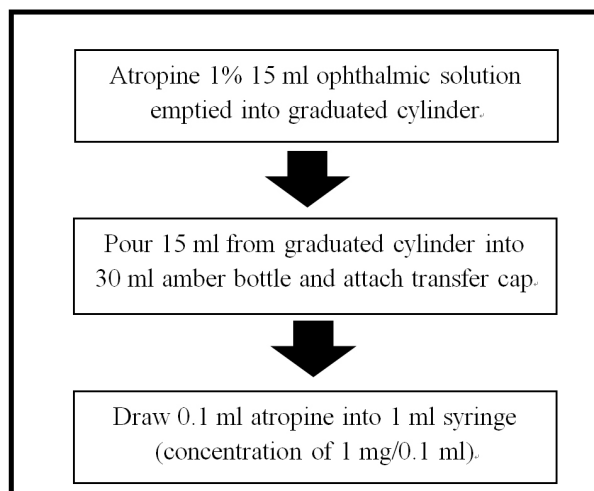 Atropine 1% 15 ml ophthalmic solution
emptied into graduated cylinder
Pour 15 ml from graduated cylinder into
30 ml amber bottle and attach transfer cap
Draw 0.1 ml atropine into 1 ml syringe
(concentration of 1 mg/0.1 ml)